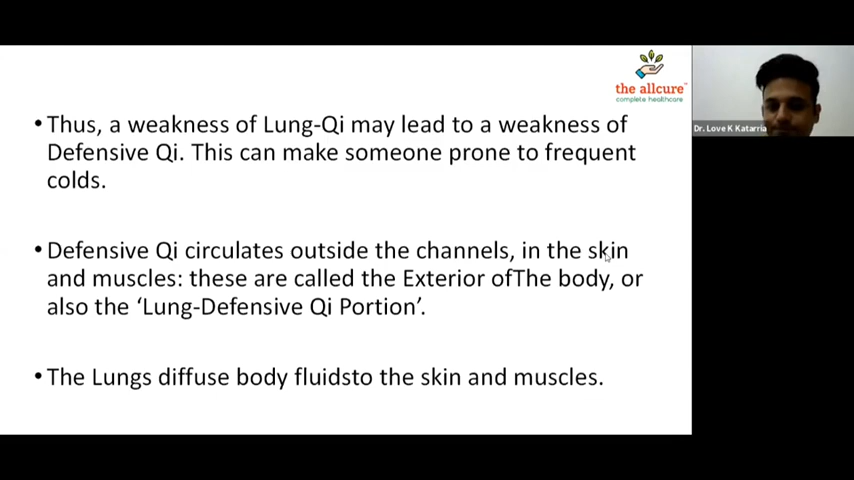 the allcure™
complete healthcare
Dr. Love K Katarria
• Thus, a weakness of Lung-Qi may lead to a weakness of
Defensive Qi. This can make someone prone to frequent
colds.
• Defensive Qi circulates outside the channels, in the skin
and muscles: these are called the Exterior ofThe body, or
also the ‘Lung-Defensive Qi Portion’.
• The Lungs diffuse body fluidsto the skin and muscles.